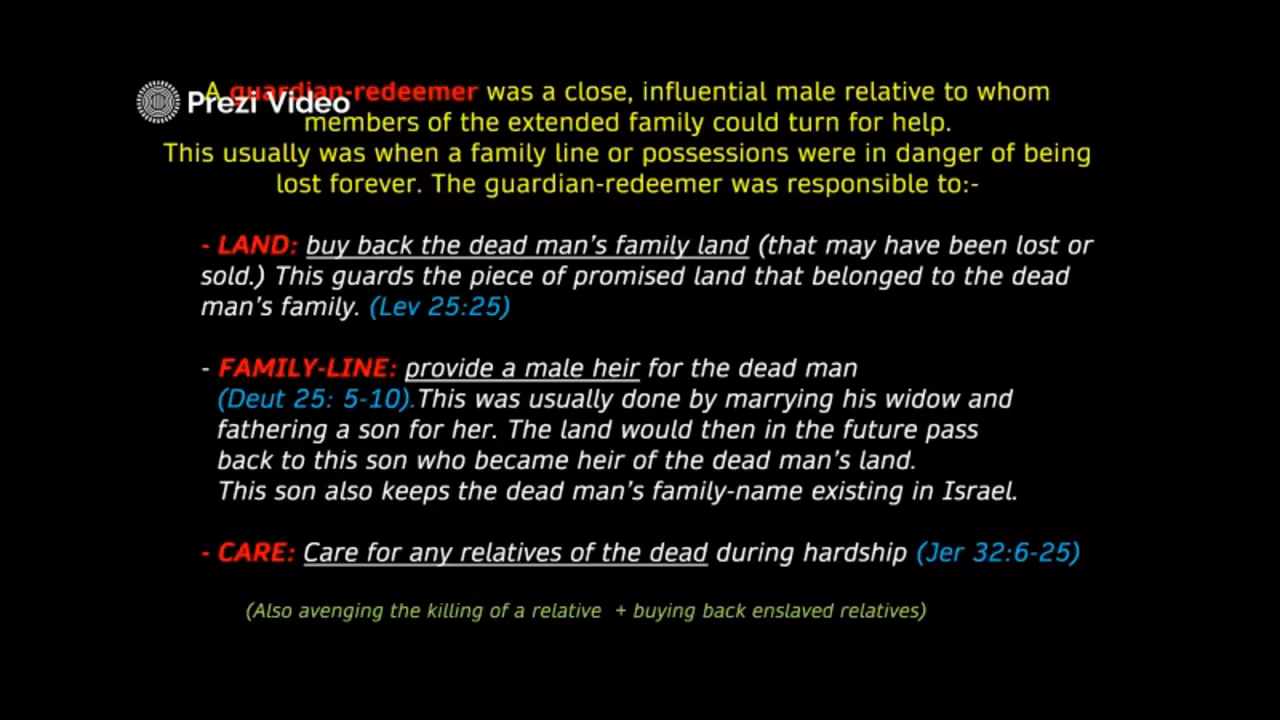 Prezi Video
A guardian-redeemer was a close, influential male relative to whom
members of the extended family could turn for help.
This usually was when a family line or possessions were in danger of being
lost forever. The guardian-redeemer was responsible to:-
- LAND: buy back the dead man's family land (that may have been lost or
sold.) This guards the piece of promised land that belonged to the dead
man's family. (Lev 25:25)
- FAMILY-LINE: provide a male heir for the dead man
(Deut 25: 5-10).This was usually done by marrying his widow and
fathering a son for her. The land would then in the future pass
back to this son who became heir of the dead man's land.
This son also keeps the dead man's family-name existing in Israel.
- CARE: Care for any relatives of the dead during hardship (Jer 32:6-25)
(Also avenging the killing of a relative + buying back enslaved relatives)